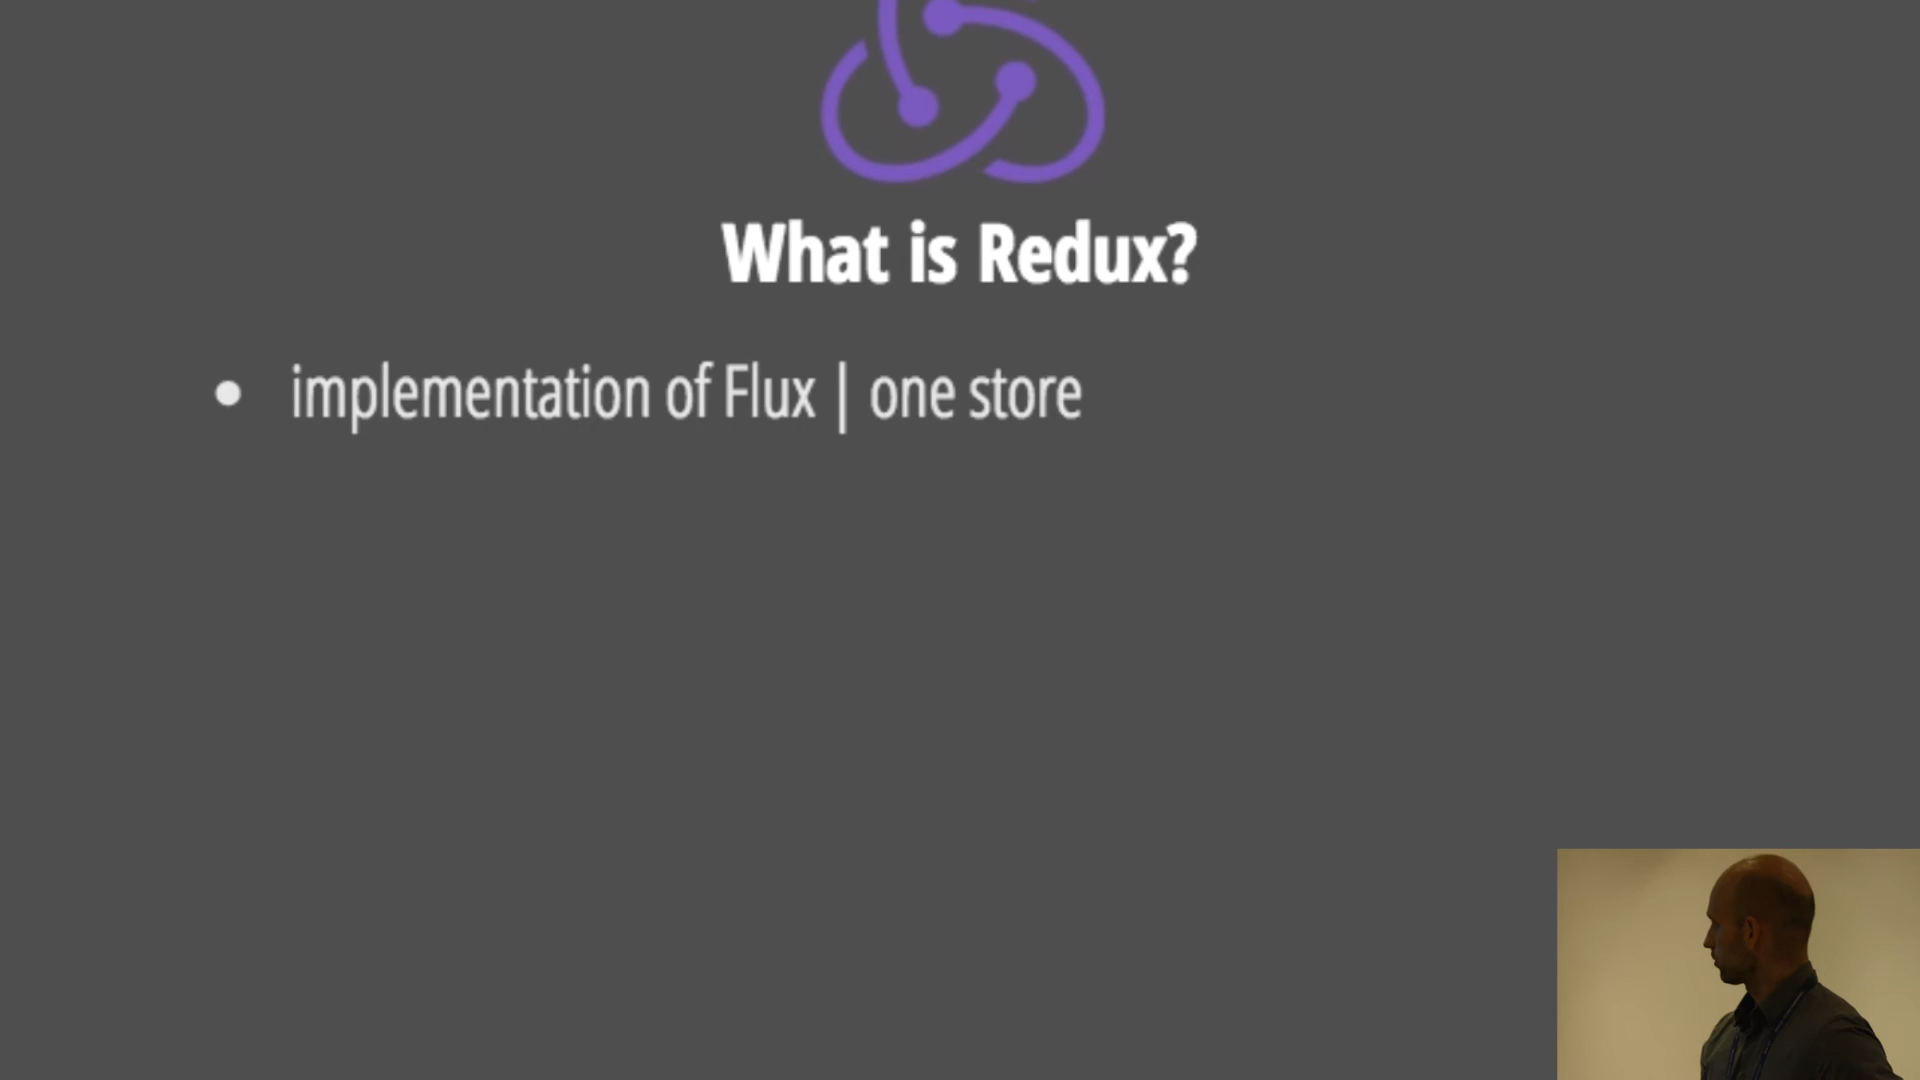 What is Redux?
• implementation of Flux | one store